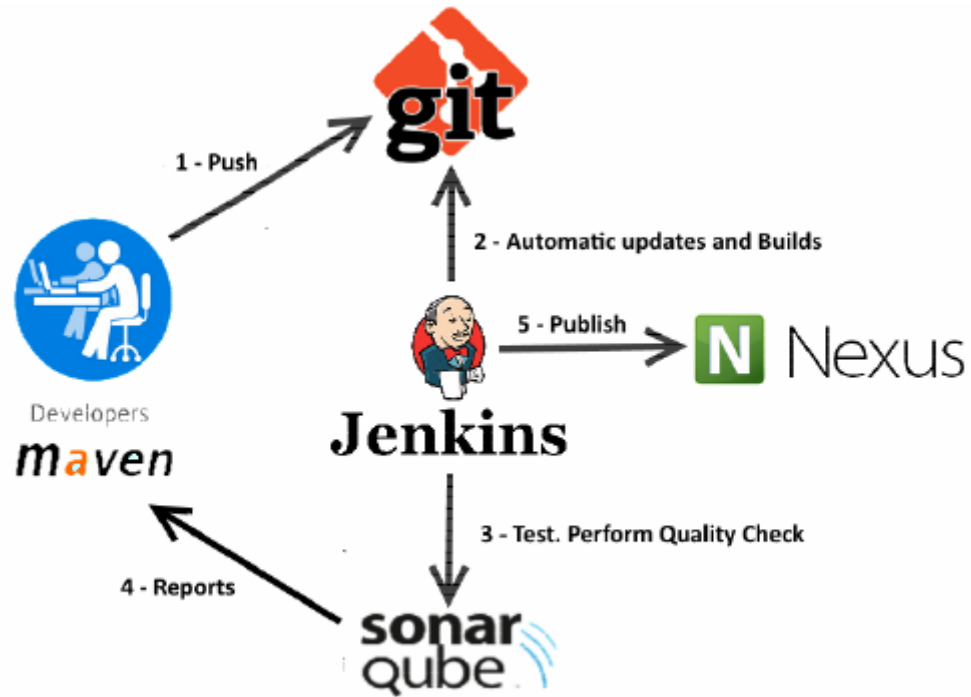 git
1 - Push
2 - Automatic updates and Builds
5 - Publish
N Nexus
Developers
maven
Jenkins
3 - Test. Perform Quality Check
4 - Reports
sonar
qube